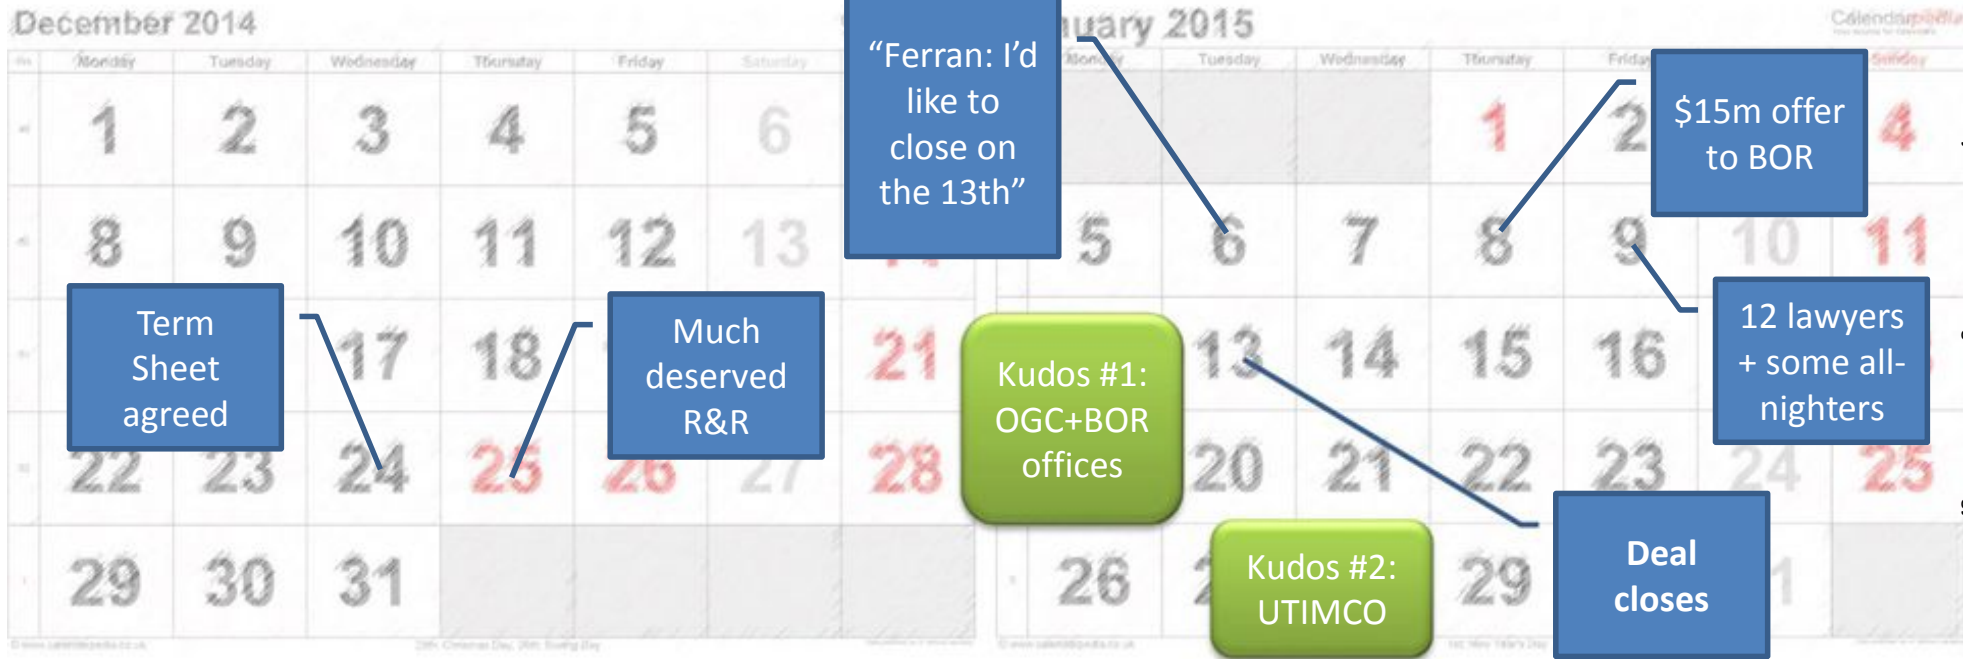 December 2014
Monday Tuesday Wednesday Thursday Friday Saturday
1 2 3 4 5 6
8 9 10 11 12 13
17 18 21
22 23 24 25 26 27 28
29 30 31
Term
Sheet
agreed
Much
deserved
R&R
“Ferran: I’d
like to
close on
the 13th”
uary 2015
Calendarpedia
Monday Tuesday Wednesday Thursday Friday Sunday
1 2 4
5 6 7 8 9 10 11
13 14 15 16
20 21 22 23 24 25
26 29
$15m offer
to BOR
12 lawyers
+ some all-
nighters
Kudos #1:
OGC+BOR
offices
Kudos #2:
UTIMCO
Deal
closes